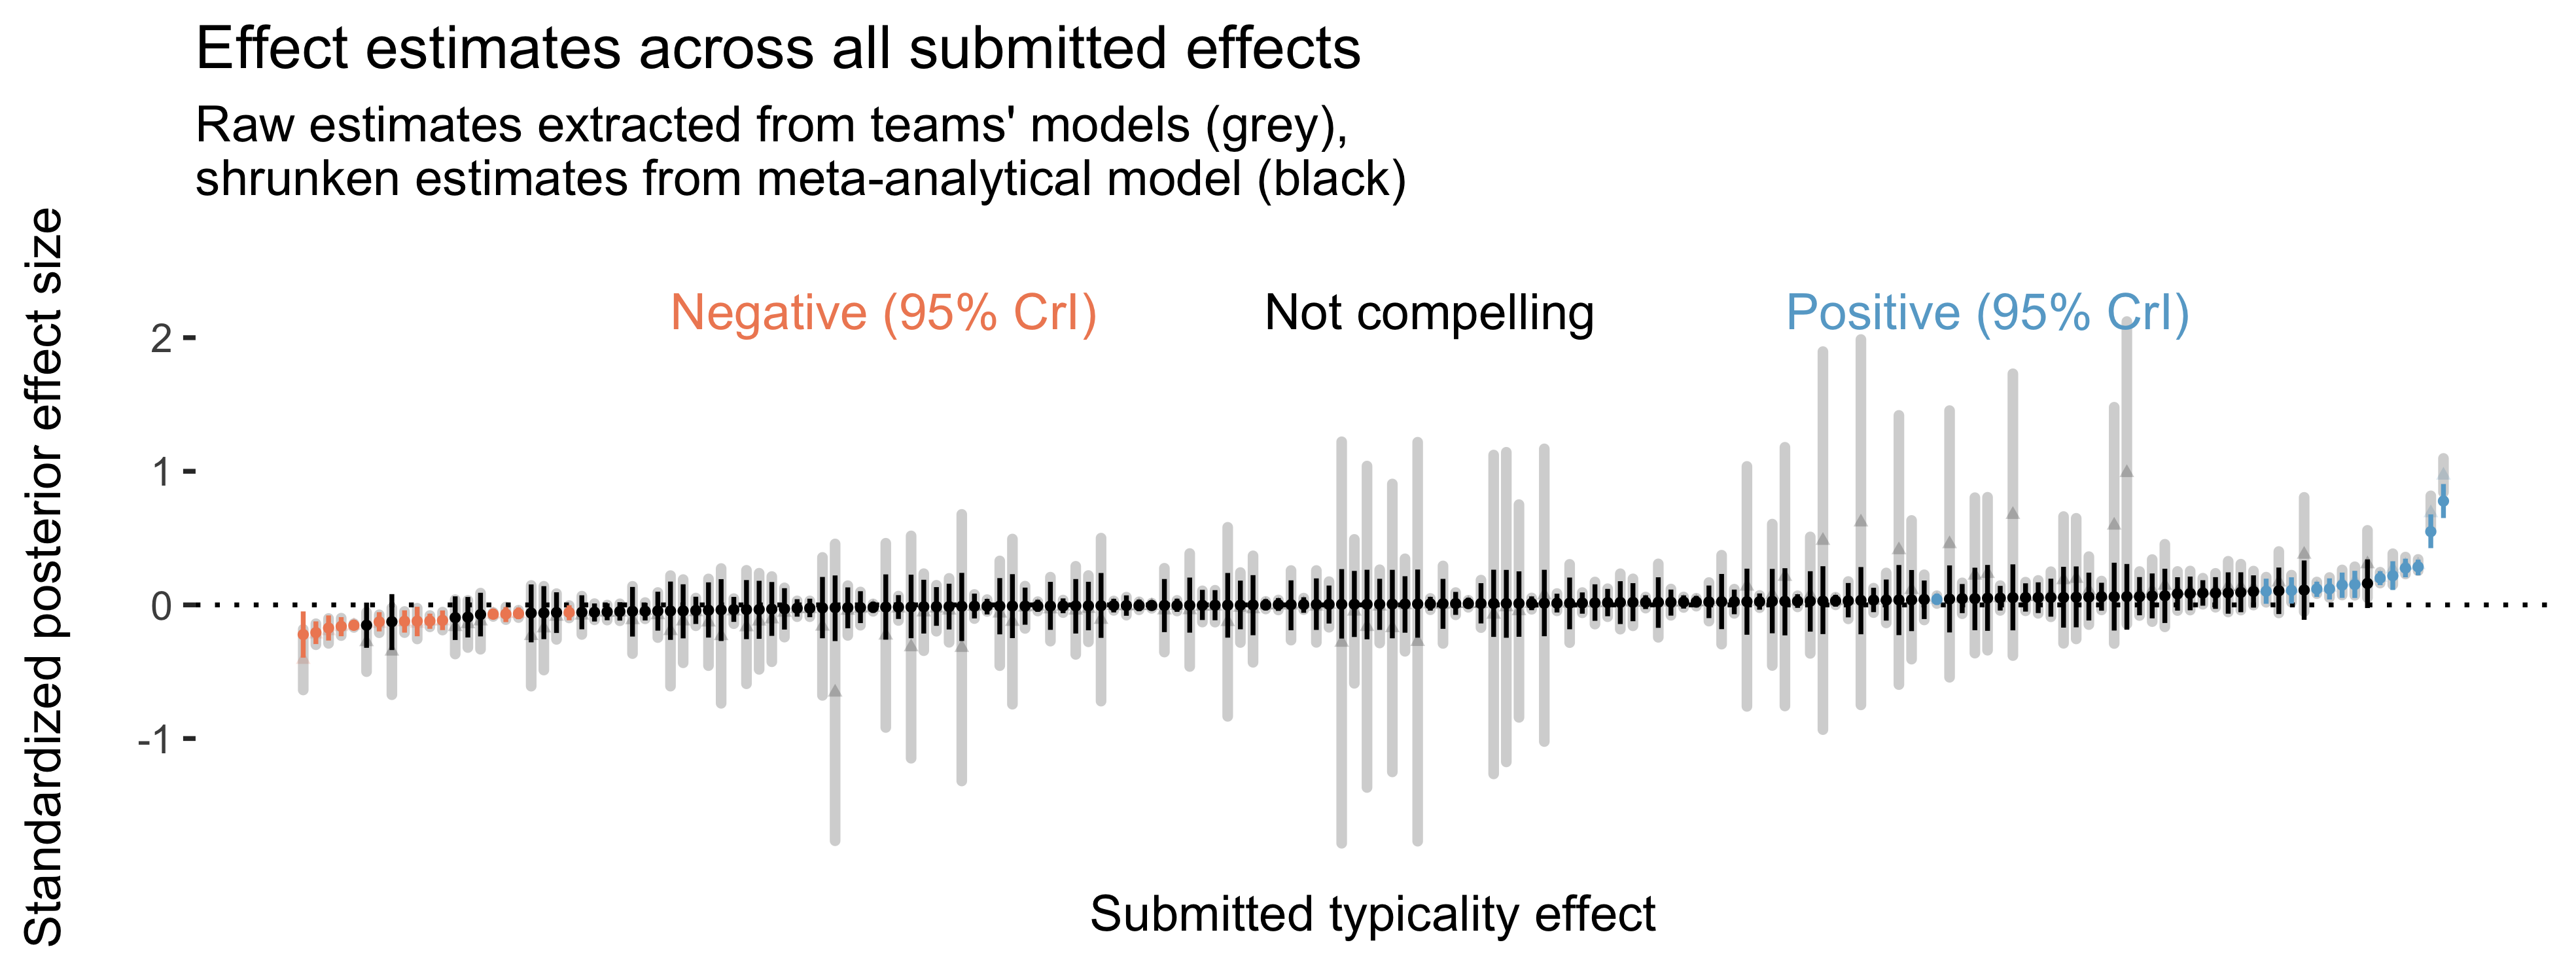 Effect estimates across all submitted effects
Raw estimates extracted from teams' models (grey),
shrunken estimates from meta-analytical model (black)
Standardized posterior effect size
Negative (95% CrI)
Not compelling
Positive (95% CrI)
2
1
0
-1
Submitted typicality effect